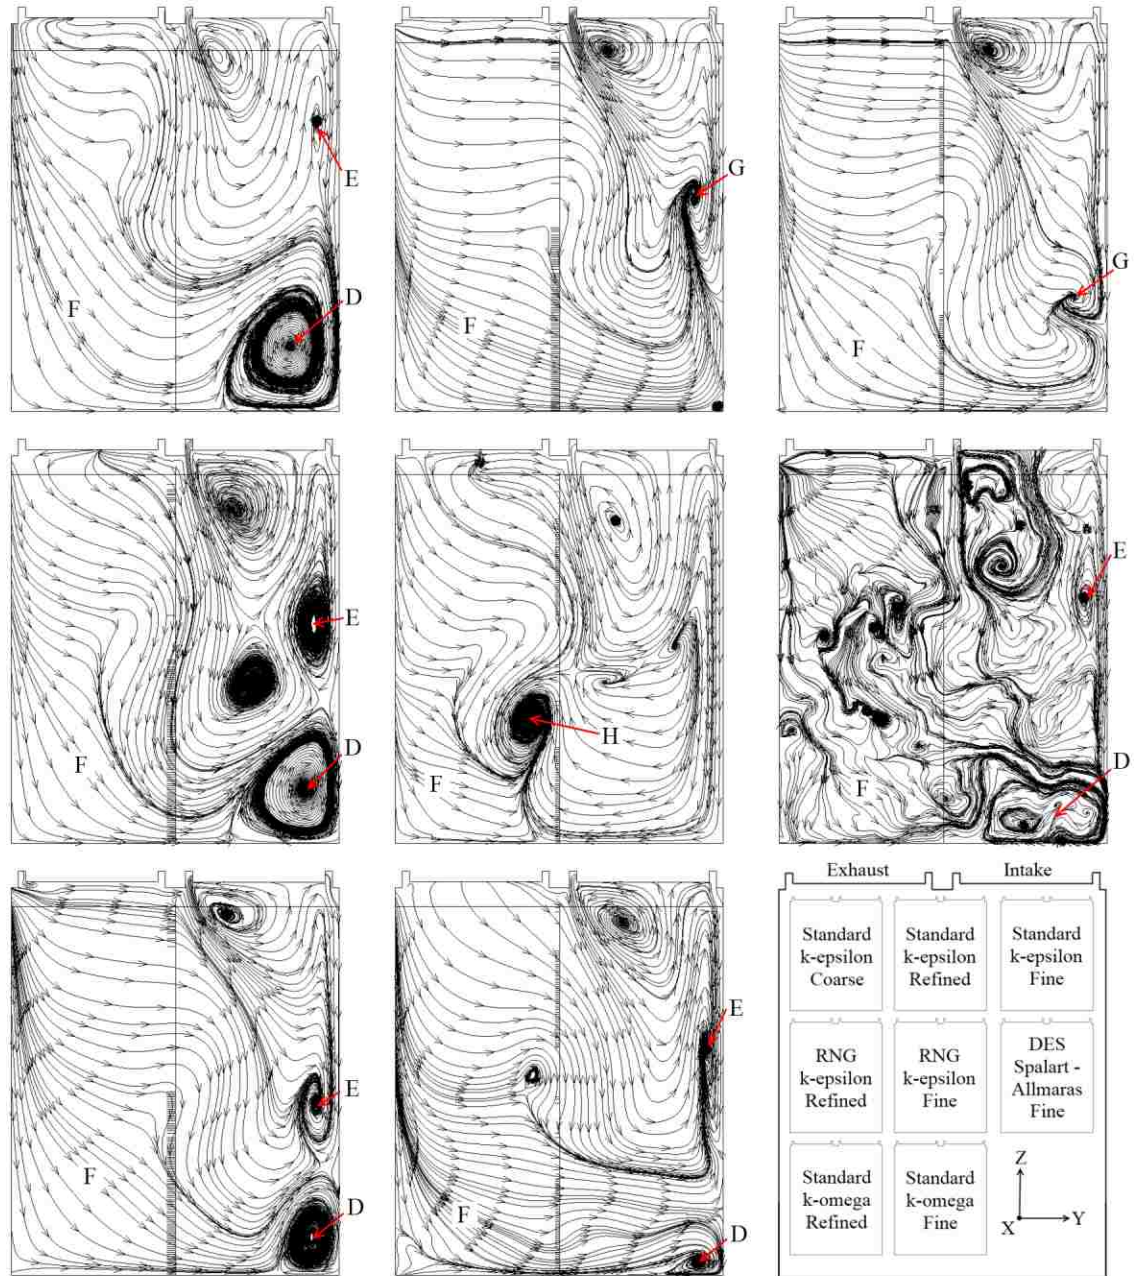 E
D
F
G
F
G
F
E
D
F
H
F
E
D
F
E
D
F
E
D
F
Exhaust
Intake
Standard
k-epsilon
Coarse
Standard
k-epsilon
Refined
Standard
k-epsilon
Fine
RNG
k-epsilon
Refined
RNG
k-epsilon
Fine
DES
Spalart -
Allmaras
Fine
Standard
k-omega
Refined
Standard
k-omega
Fine
Z
X
Y